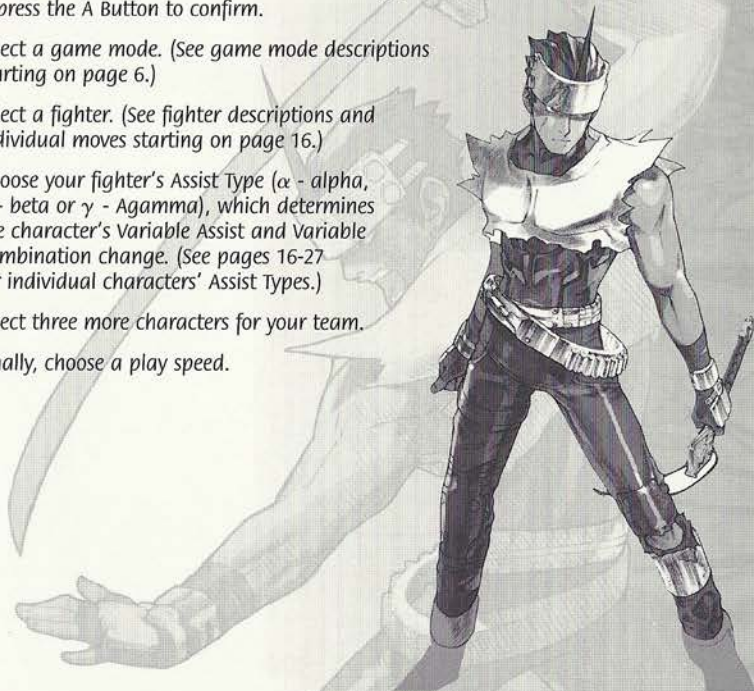 press the A Button to confirm.
ect a game mode. (See game mode descriptions
arting on page 6.)
ect a fighter. (See fighter descriptions and
dividual moves starting on page 16.)
oose your fighter's Assist Type (α - alpha,
- beta or γ - Agamma), which determines
e character's Variable Assist and Variable
mbination change. (See pages 16-27
r individual characters' Assist Types.)
ect three more characters for your team.
nally, choose a play speed.